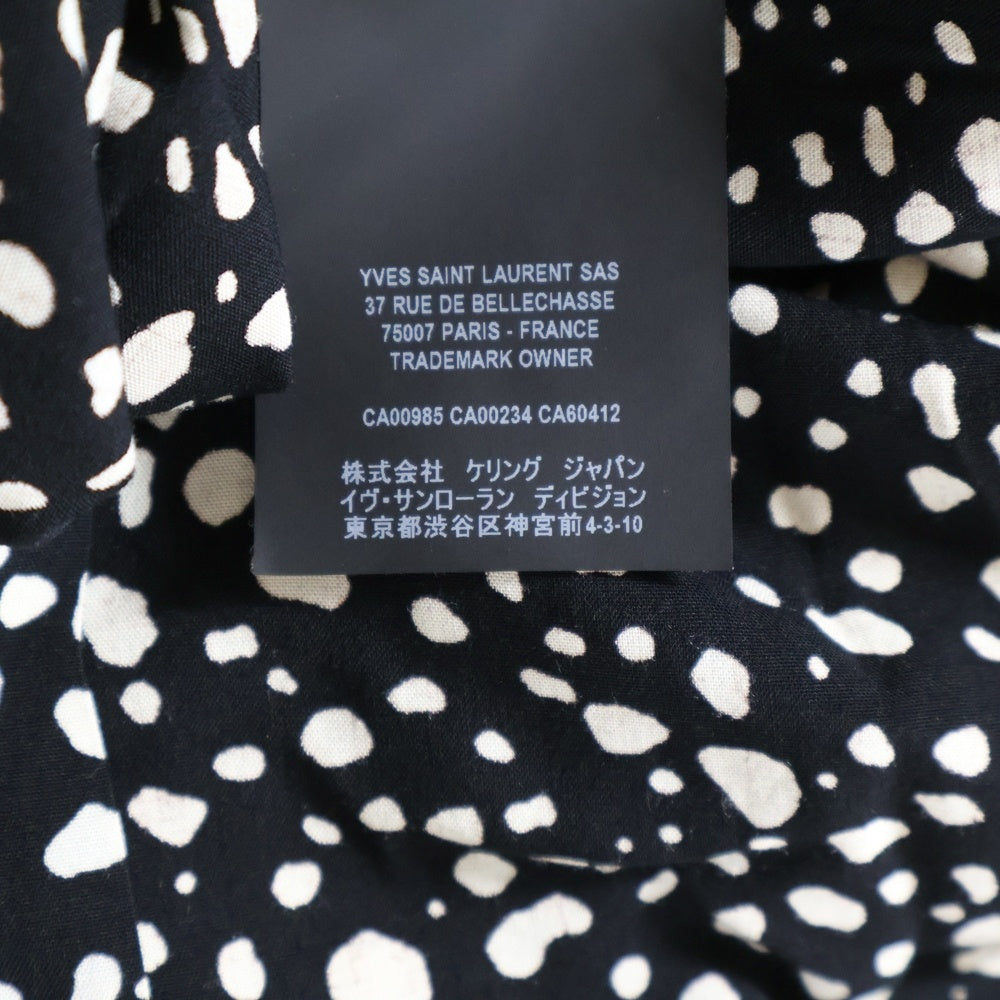 YVES SAINT LAURENT SAS
37 RUE DE BELLECHASSE
75007 PARIS - FRANCE
TRADEMARK OWNER
CA00985 CA00234 CA60412
株式会社 ケリング ジャパン
イヴ・サンローラン ディビジョン
東京都渋谷区神宮前4-3-10